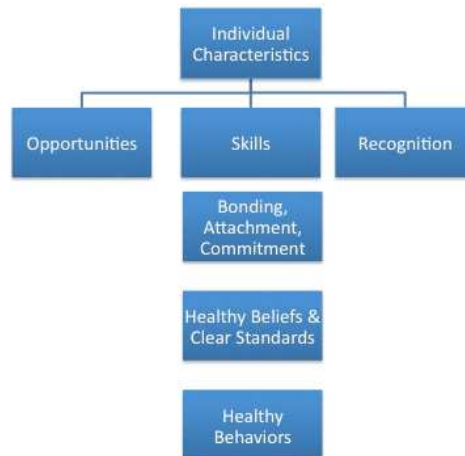 Individual
Characteristics
Opportunities
Skills
Recognition
Bonding,
Attachment,
Commitment
Healthy Beliefs &
Clear Standards
Healthy
Behaviors